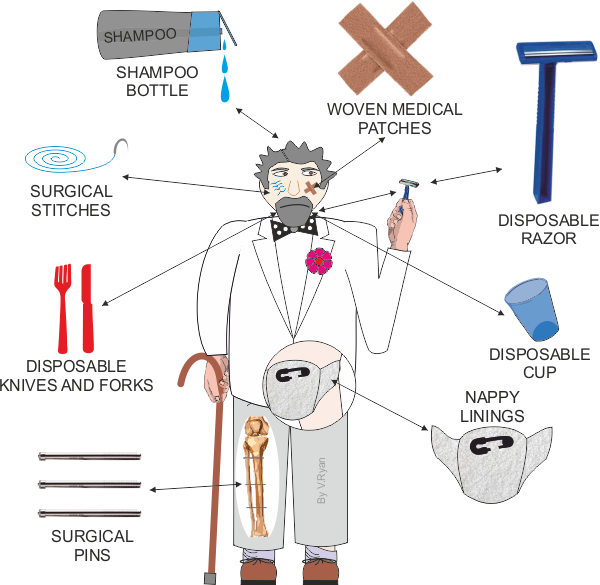 SHAMPOO
SHAMPOO
BOTTLE
WOVEN MEDICAL
PATCHES
SURGICAL
STITCHES
DISPOSABLE
RAZOR
DISPOSABLE
KNIVES AND FORKS
DISPOSABLE
CUP
NAPPY
LININGS
By V.Ryan
SURGICAL
PINS